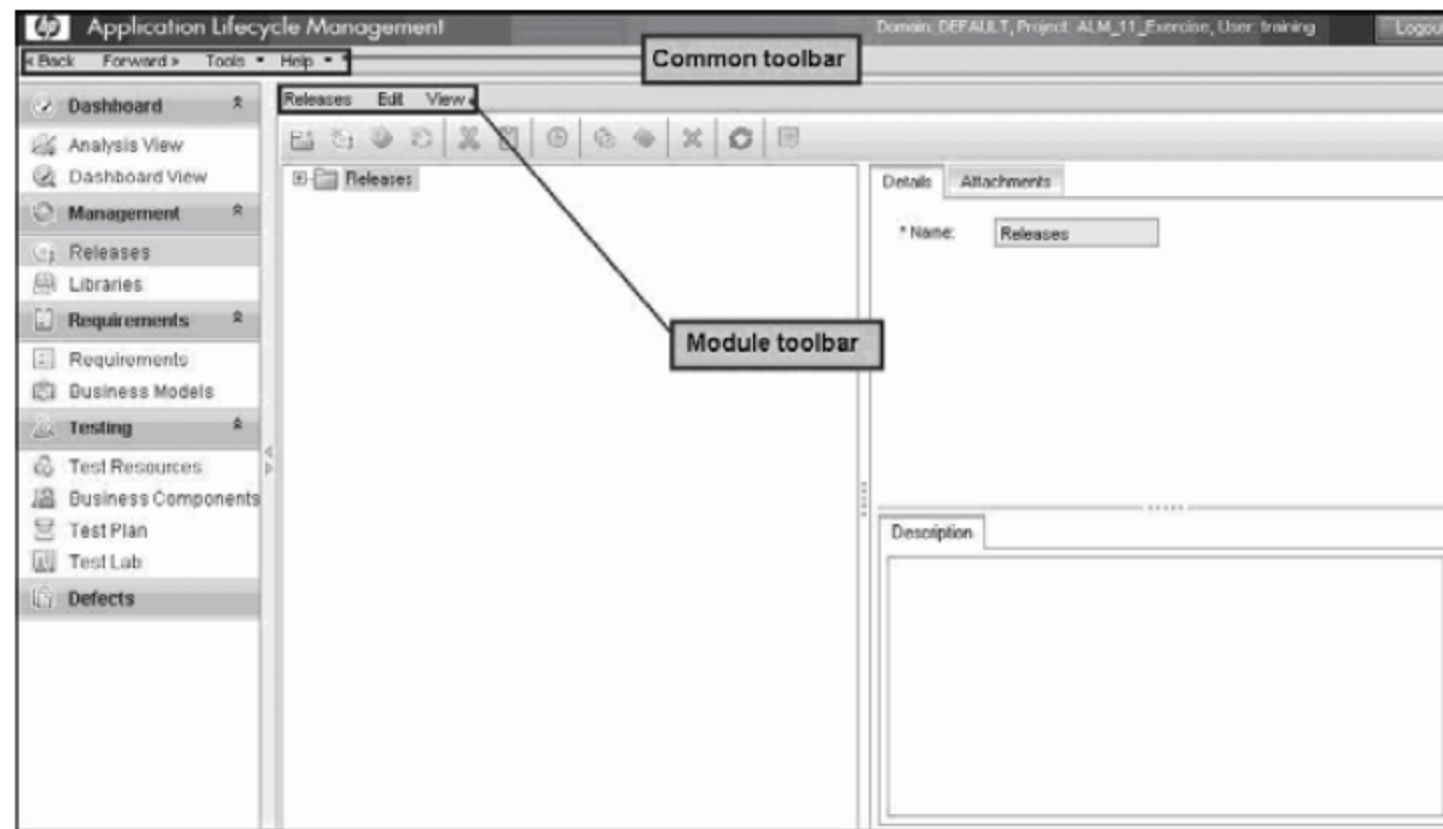 hp Application Lifecycle Management Domain: DEFAULT, Project: ALM_11_Exercise, User: training Logout
« Back Forward » Tools Help
Common toolbar
Dashboard
Analysis View
Dashboard View
Management
Releases
Libraries
Requirements
Requirements
Business Models
Testing
Test Resources
Business Components
Test Plan
Test Lab
Defects
Releases Edit View
Releases
Module toolbar
Details Attachments
* Name: Releases
Description